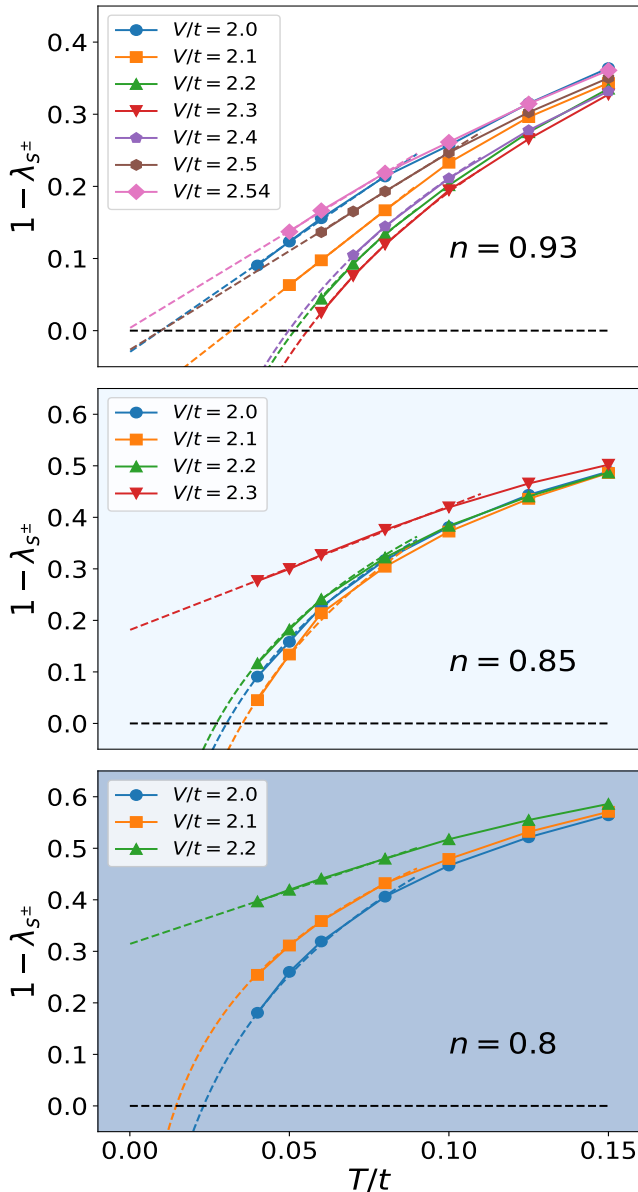 0.4
0.3
0.2
0.1
0.0
1 − λ_{s^±}
V/t = 2.0
V/t = 2.1
V/t = 2.2
V/t = 2.3
V/t = 2.4
V/t = 2.5
V/t = 2.54
n = 0.93
0.6
0.5
0.4
0.3
0.2
0.1
0.0
1 − λ_{s^±}
V/t = 2.0
V/t = 2.1
V/t = 2.2
V/t = 2.3
n = 0.85
0.6
0.5
0.4
0.3
0.2
0.1
0.0
1 − λ_{s^±}
V/t = 2.0
V/t = 2.1
V/t = 2.2
n = 0.8
0.00 0.05 0.10 0.15
T/t